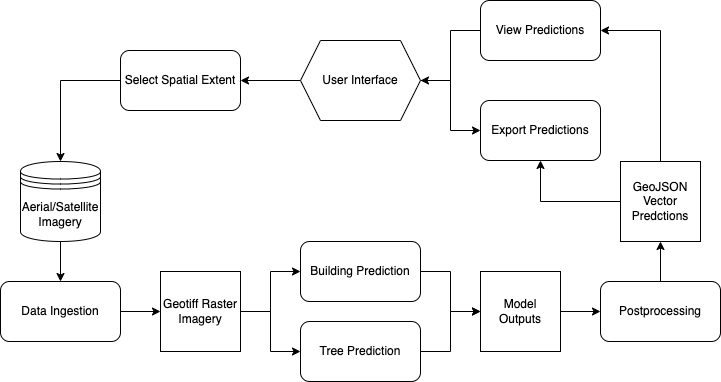 View Predictions
Select Spatial Extent
User Interface
Export Predictions
Aerial/Satellite
Imagery
GeoJSON
Vector
Predctions
Data Ingestion
Geotiff Raster
Imagery
Building Prediction
Tree Prediction
Model
Outputs
Postprocessing